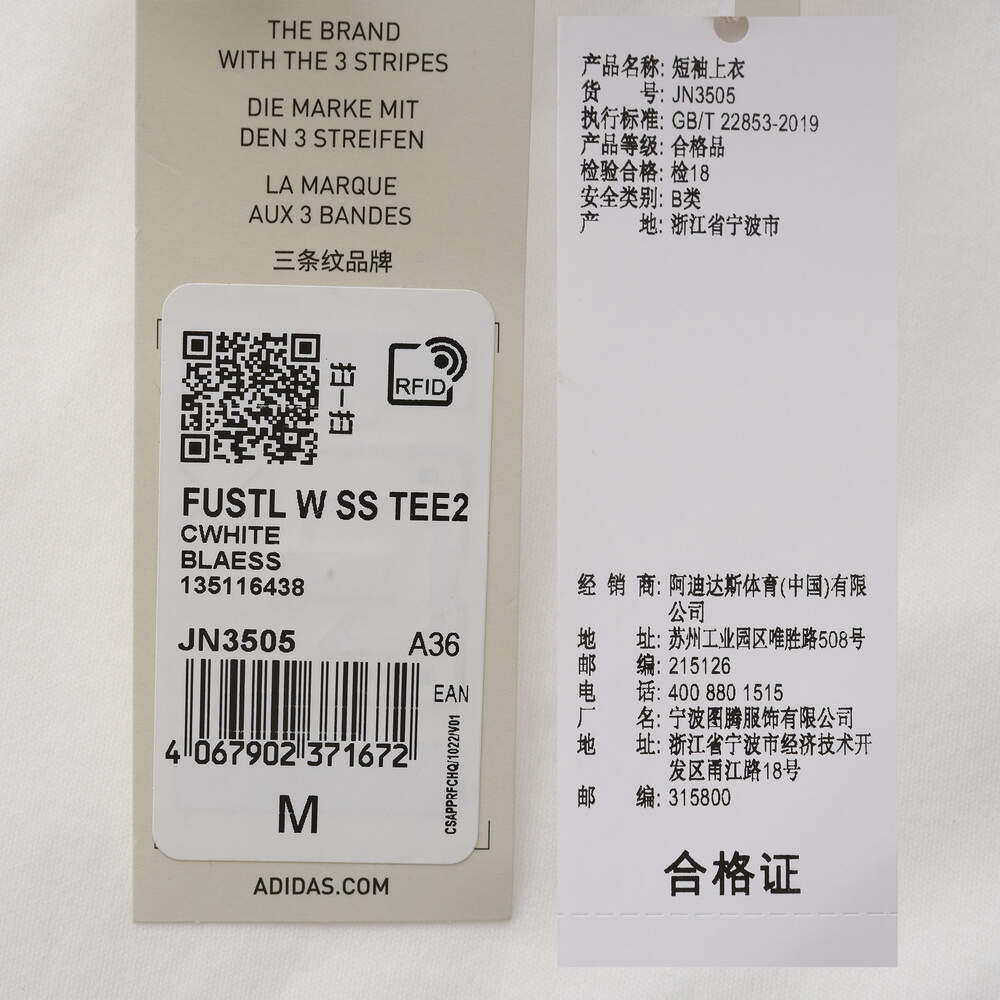 THE BRAND
WITH THE 3 STRIPES
DIE MARKE MIT
DEN 3 STREIFEN
LA MARQUE
AUX 3 BANDES
三条纹品牌
扫一扫
RFID
FUSTL W SS TEE2
CWHITE
BLAESS
135116438
JN3505 A36
EAN
4 067902 371672
CSAPPRFCHQ/1022/V01
M
ADIDAS.COM
产品名称: 短袖上衣
货 号: JN3505
执行标准: GB/T 22853-2019
产品等级: 合格品
检验合格: 检18
安全类别: B类
产 地: 浙江省宁波市
经 销 商: 阿迪达斯体育(中国)有限
公司
地 址: 苏州工业园区唯胜路508号
邮 编: 215126
电 话: 400 880 1515
厂 名: 宁波图腾服饰有限公司
地 址: 浙江省宁波市经济技术开
发区甬江路18号
邮 编: 315800
合格证